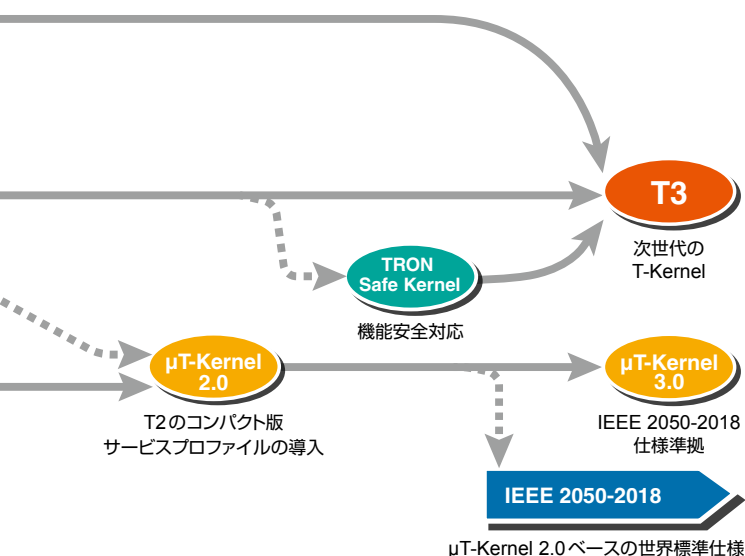 T3
次世代の
T-Kernel
TRON
Safe Kernel
機能安全対応
µT-Kernel
2.0
T2のコンパクト版
サービスプロファイルの導入
µT-Kernel
3.0
IEEE 2050-2018
仕様準拠
IEEE 2050-2018
µT-Kernel 2.0ベースの世界標準仕様